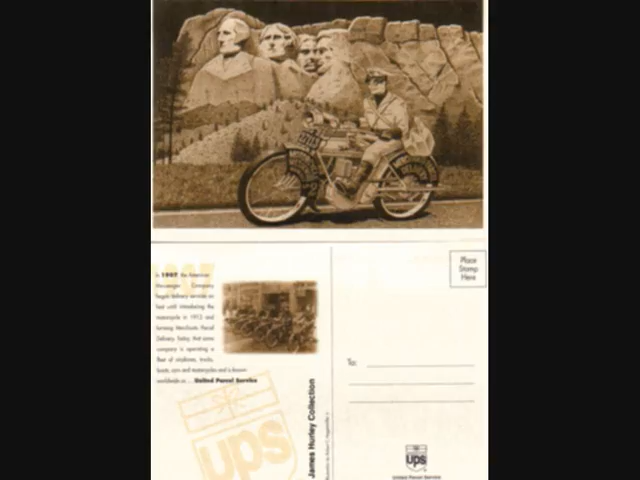 In 1907 the American
Messenger Company
began delivery services on
foot until introducing the
motorcycle in 1913 and
forming Merchants Parcel
Delivery. Today, that same
company is operating a
fleet of airplanes, trucks,
boats, cars and motorcycles and is known
worldwide as ... United Parcel Service
ups
James Hurley Collection
Place
Stamp
Here
To:
ups
United Parcel Service